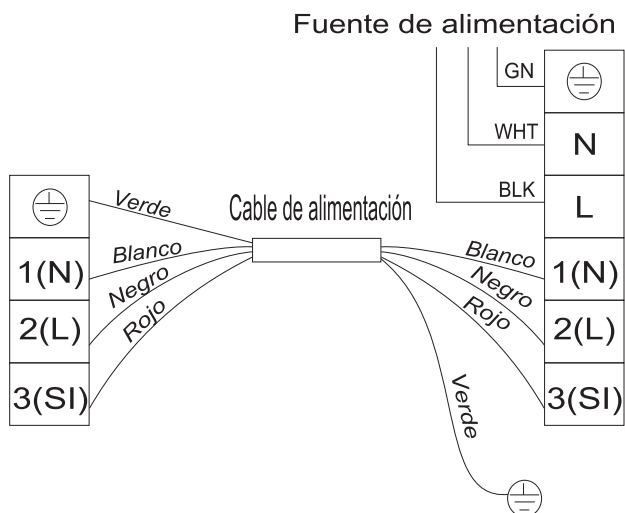 Fuente de alimentación
GN
WHT
N
BLK
L
Verde
Cable de alimentación
1(N)
Blanco
Blanco
1(N)
2(L)
Negro
Negro
2(L)
3(SI)
Rojo
Rojo
3(SI)
Verde